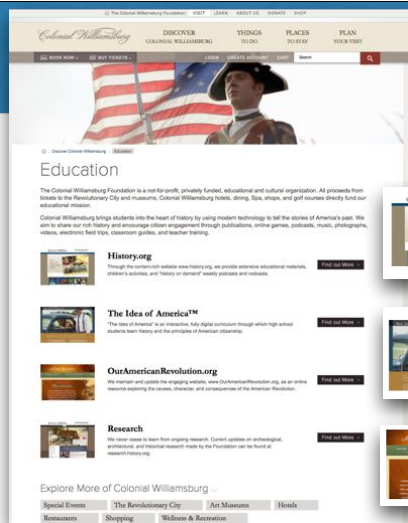 The Colonial Williamsburg Foundation VISIT LEARN ABOUT US DONATE SHOP
Colonial Williamsburg
DISCOVER COLONIAL WILLIAMSBURG
THINGS TO DO
PLACES TO STAY
PLAN YOUR VISIT
BOOK NOW BUY TICKETS LOGIN CREATE ACCOUNT CART Search
Discover Colonial Williamsburg Education
Education
The Colonial Williamsburg Foundation is a not-for-profit, privately funded, educational and cultural organization. All proceeds from
tickets to the Revolutionary City and museums, Colonial Williamsburg hotels, dining, Spa, shops, and golf courses directly fund our
educational mission.
Colonial Williamsburg brings students into the heart of history by using modern technology to tell the stories of America's past. We
aim to share our rich history and encourage citizen engagement through publications, online games, podcasts, music, photographs,
videos, electronic field trips, classroom guides, and teacher training.
History.org
Through the content-rich website www.history.org, we provide extensive educational materials,
children's activities, and "history on demand" weekly podcasts and vodcasts.
Find out More
The Idea of America™
"The Idea of America" is an interactive, fully digital curriculum through which high school
students learn history and the principles of American citizenship.
Find out More
OurAmericanRevolution.org
We maintain and update the engaging website, www.OurAmericanRevolution.org, as an online
resource exploring the causes, character, and consequences of the American Revolution.
Find out More
Research
We never cease to learn from ongoing research. Current updates on archeological,
architectural, and historical research made by the Foundation can be found at
research.history.org
Find out More
Explore More of Colonial Williamsburg
Special Events The Revolutionary City Art Museums Hotels
Restaurants Shopping Wellness & Recreation